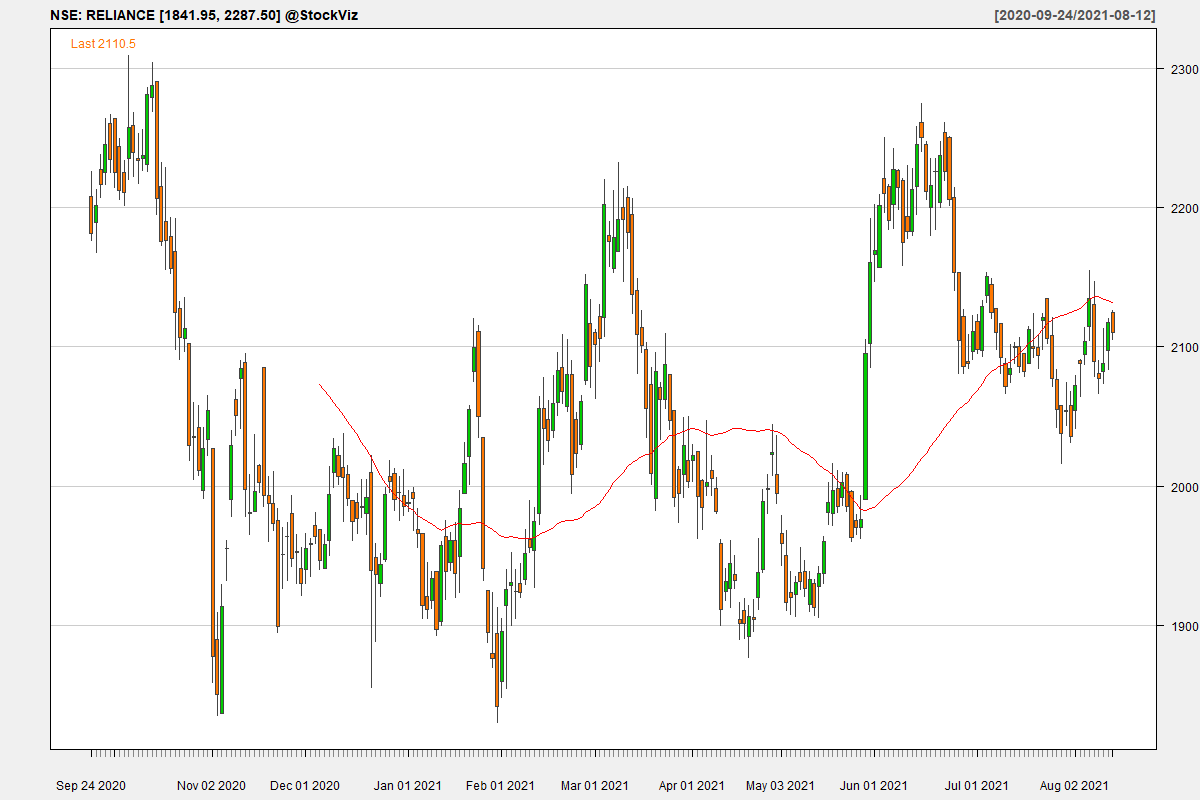 NSE: RELIANCE [1841.95, 2287.50] @StockViz [2020-09-24/2021-08-12]
Last 2110.5
2300
2200
2100
2000
1900
Sep 24 2020 Nov 02 2020 Dec 01 2020 Jan 01 2021 Feb 01 2021 Mar 01 2021 Apr 01 2021 May 03 2021 Jun 01 2021 Jul 01 2021 Aug 02 2021